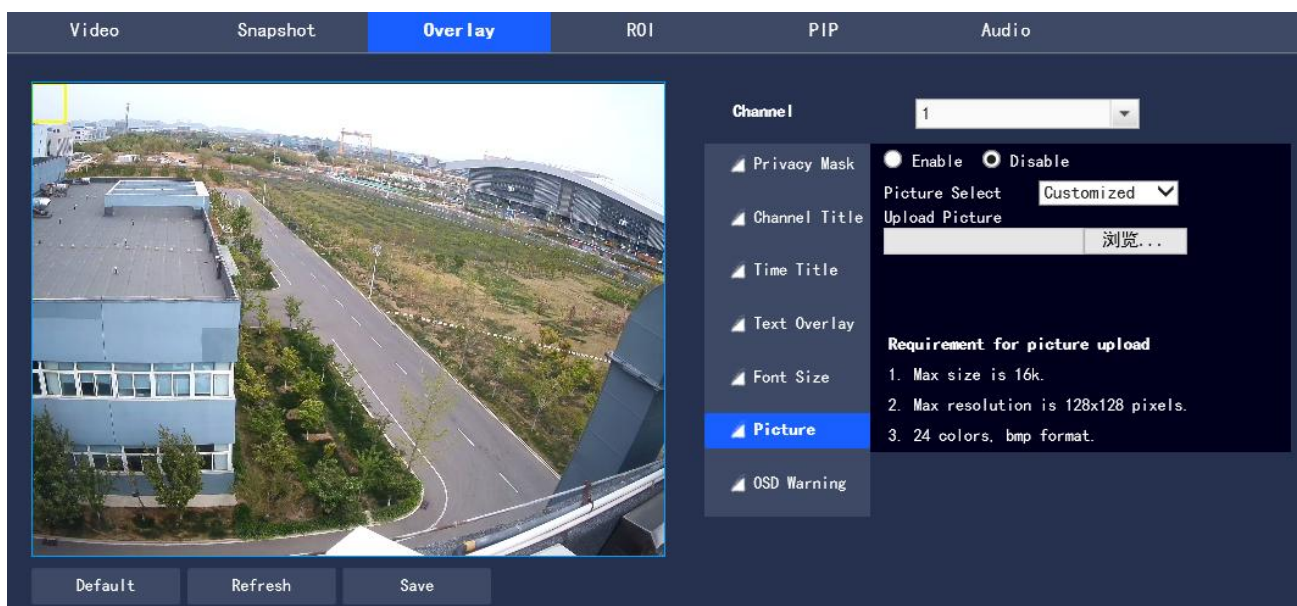 Video Snapshot Overlay ROI PIP Audio
Channel 1
Privacy Mask
Channel Title
Time Title
Text Overlay
Font Size
Picture
OSD Warning
Enable Disable
Picture Select Customized
Upload Picture
浏览...
Requirement for picture upload
1. Max size is 16k.
2. Max resolution is 128x128 pixels.
3. 24 colors, bmp format.
Default Refresh Save